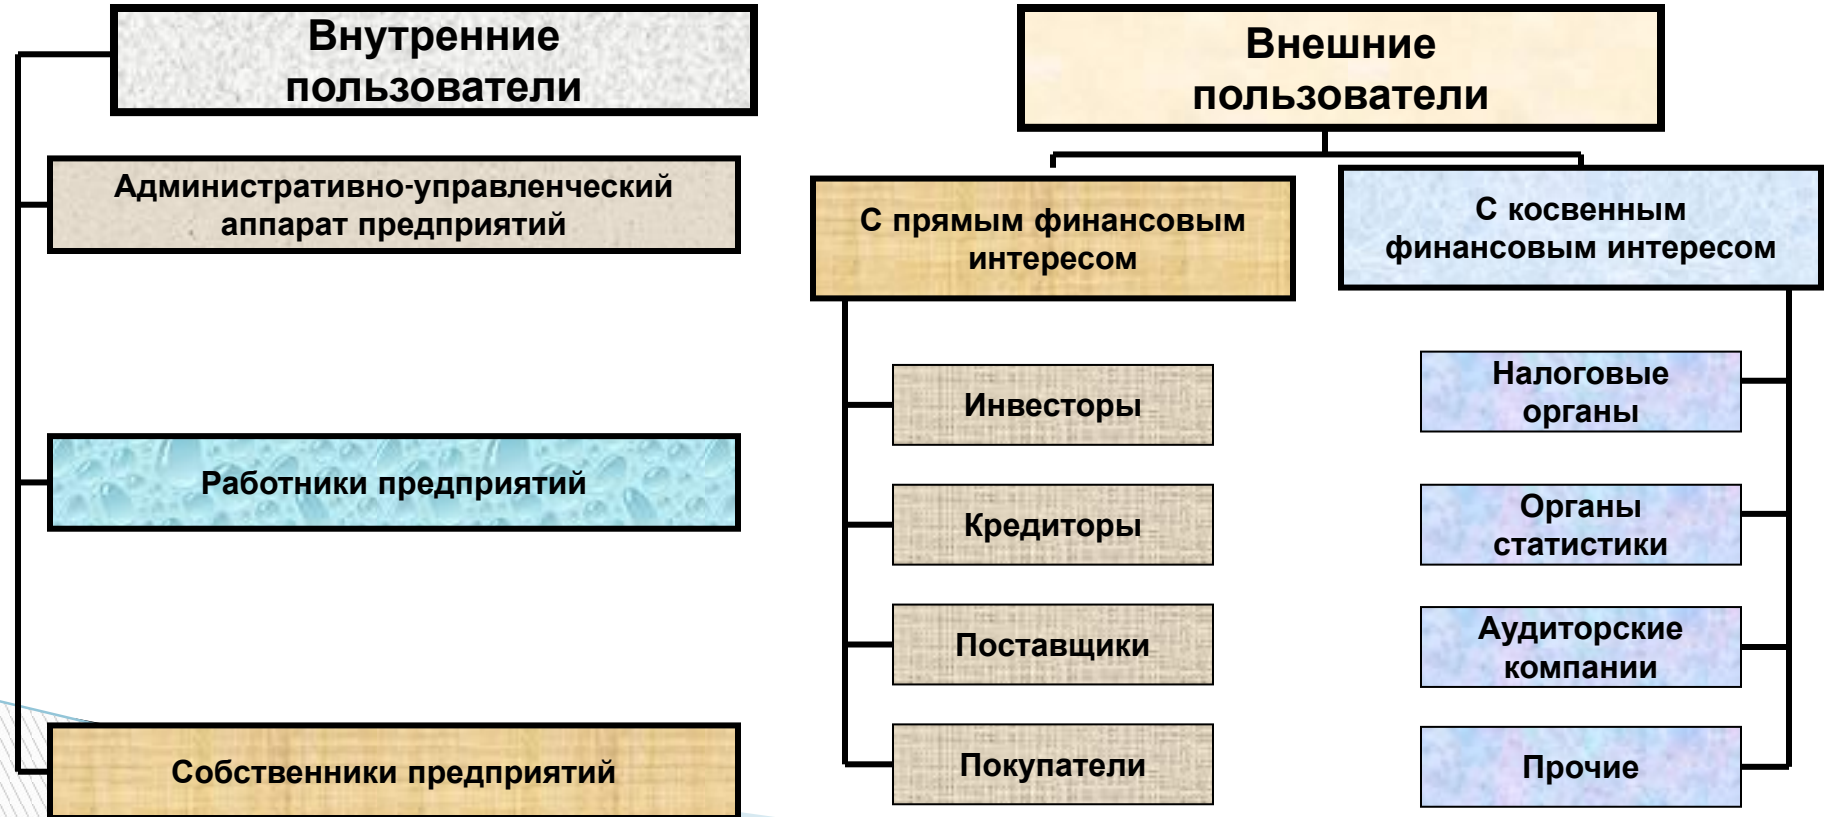 Внутренние
пользователи
Административно-управленческий
аппарат предприятий
Работники предприятий
Собственники предприятий
Внешние
пользователи
С прямым финансовым
интересом
Инвесторы
Кредиторы
Поставщики
Покупатели
С косвенным
финансовым интересом
Налоговые
органы
Органы
статистики
Аудиторские
компании
Прочие